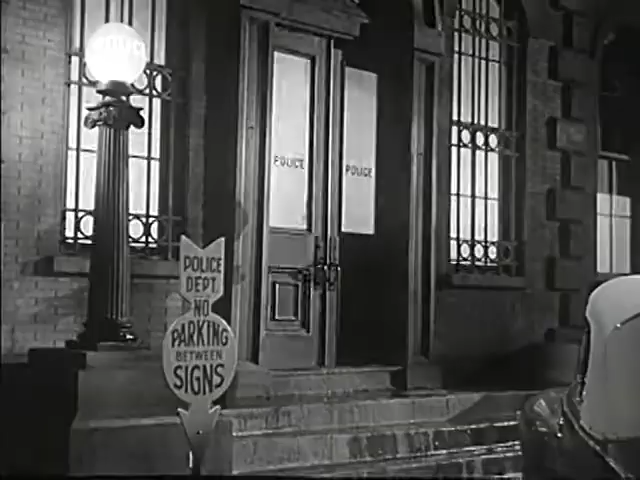 POLICE
POLICE
POLICE
DEPT.
NO
PARKING
BETWEEN
SIGNS